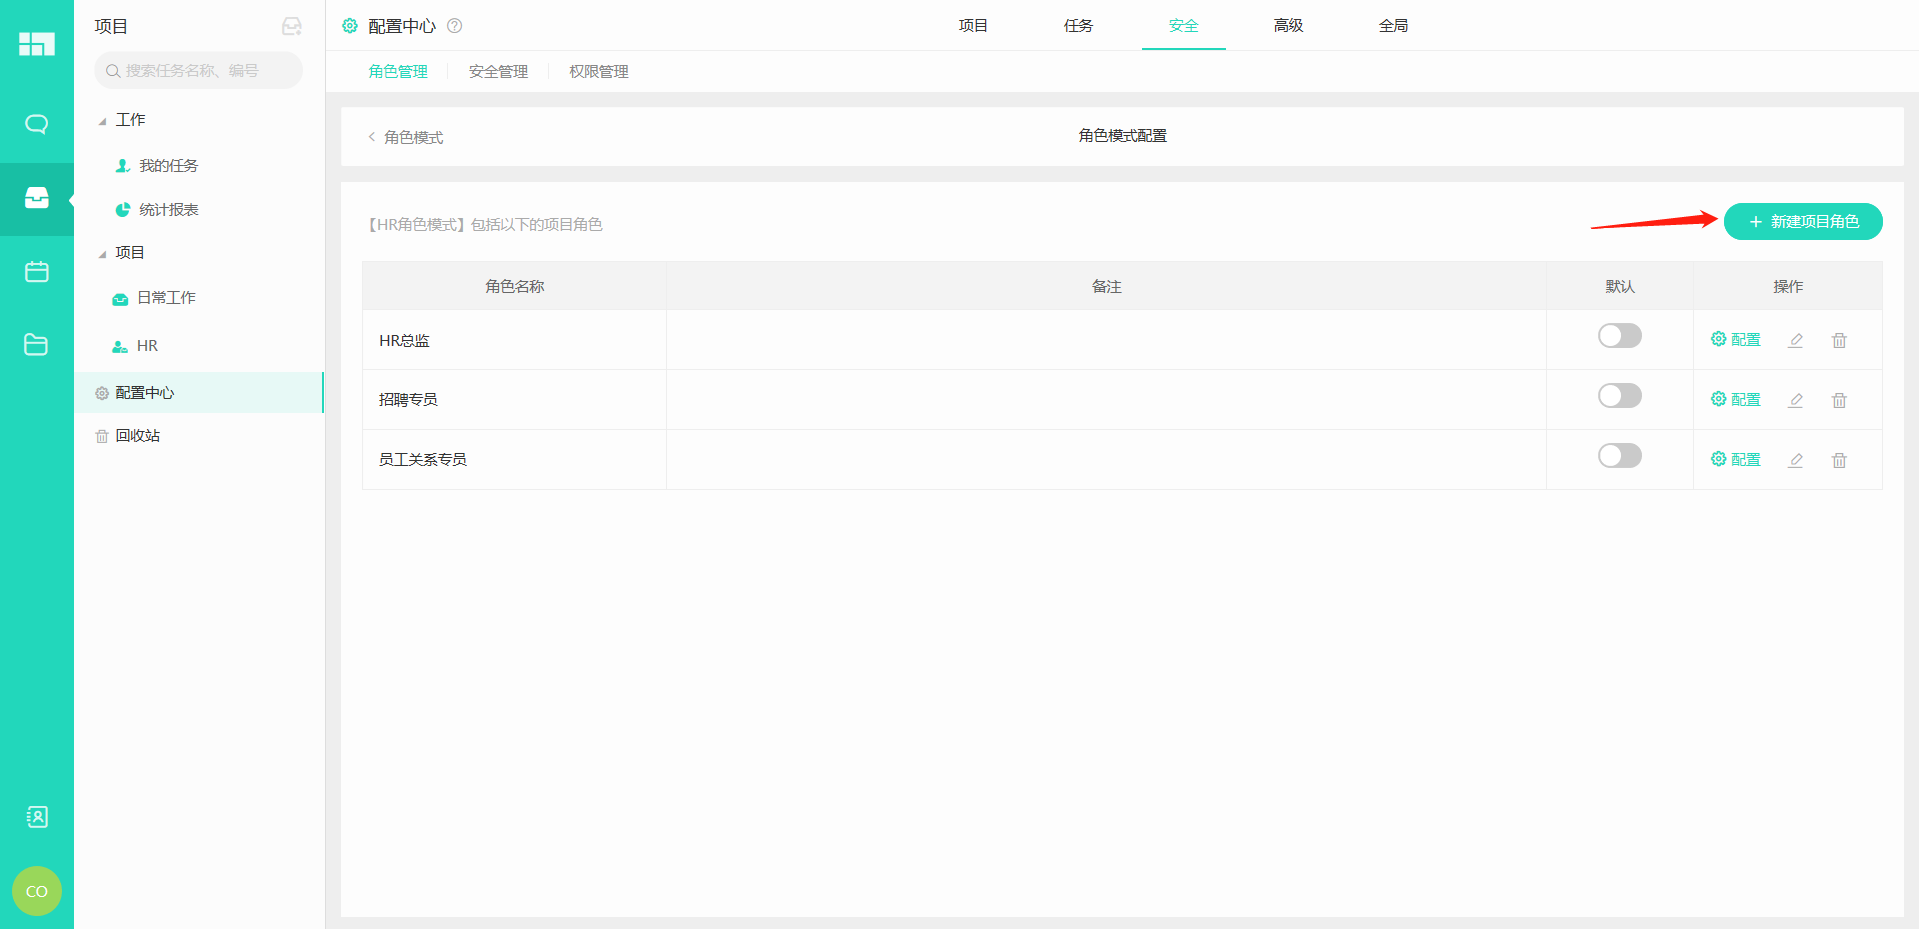 项目
搜索任务名称、编号
工作
我的任务
统计报表
项目
日常工作
HR
配置中心
回收站
CO
配置中心
项目 任务 安全 高级 全局
角色管理 安全管理 权限管理
角色模式 角色模式配置
【HR角色模式】包括以下的项目角色 新建项目角色
角色名称 备注 默认 操作
HR总监 配置
招聘专员 配置
员工关系专员 配置